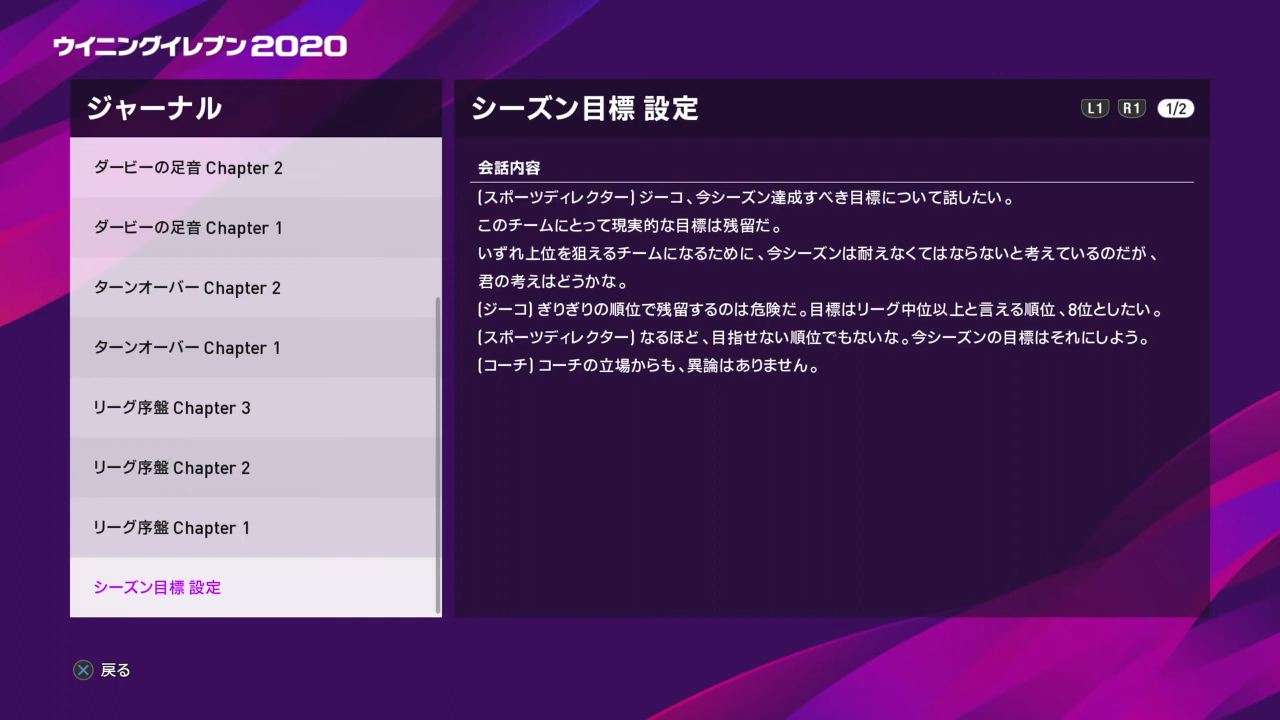 ウイニングイレブン 2020
ジャーナル
ダービーの足音 Chapter 2
ダービーの足音 Chapter 1
ターンオーバー Chapter 2
ターンオーバー Chapter 1
リーグ序盤 Chapter 3
リーグ序盤 Chapter 2
リーグ序盤 Chapter 1
シーズン目標 設定
シーズン目標 設定
L1 R1 1/2
会話内容
[スポーツディレクター] ジーコ、今シーズン達成すべき目標について話したい。
このチームにとって現実的な目標は残留だ。
いずれ上位を狙えるチームになるために、今シーズンは耐えなくてはならないと考えているのだが、
君の考えはどうかな。
[ジーコ] ぎりぎりの順位で残留するのは危険だ。目標はリーグ中位以上と言える順位、8位としたい。
[スポーツディレクター] なるほど、目指せない順位でもないな。今シーズンの目標はそれにしよう。
[コーチ] コーチの立場からも、異論はありません。
戻る